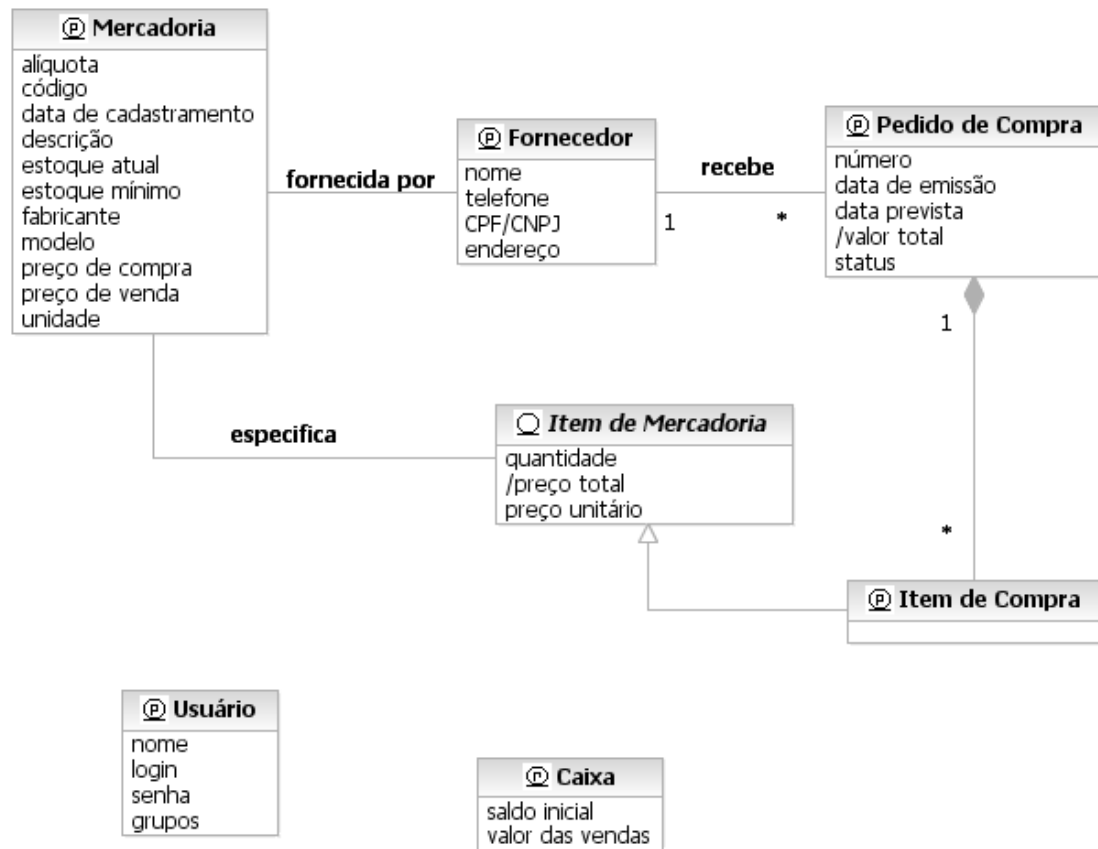 Mercadoria
alíquota
código
data de cadastramento
descrição
estoque atual
estoque mínimo
fabricante
modelo
preço de compra
preço de venda
unidade
fornecida por
Fornecedor
nome
telefone
CPF/CNPJ
endereço
recebe
1
*
Pedido de Compra
número
data de emissão
data prevista
/valor total
status
1
*
especifica
Item de Mercadoria
quantidade
/preço total
preço unitário
Item de Compra
Usuário
nome
login
senha
grupos
Caixa
saldo inicial
valor das vendas